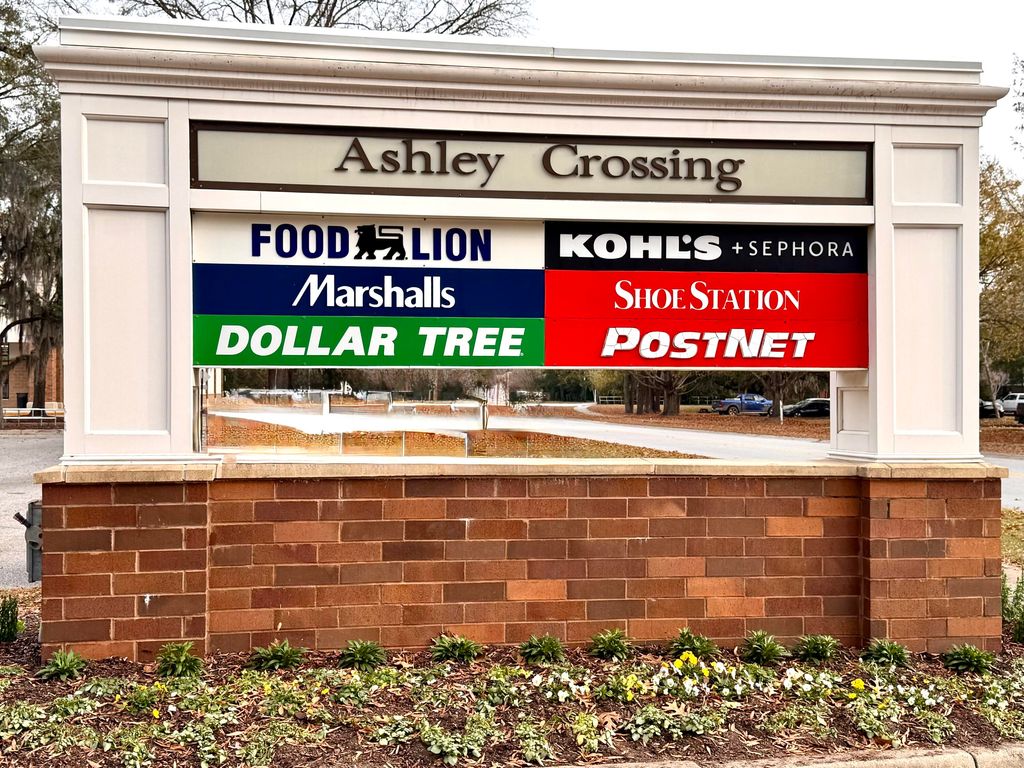 Ashley Crossing
FOOD LION
KOHL'S +SEPHORA
Marshalls
SHOE STATION
DOLLAR TREE
POSTNET